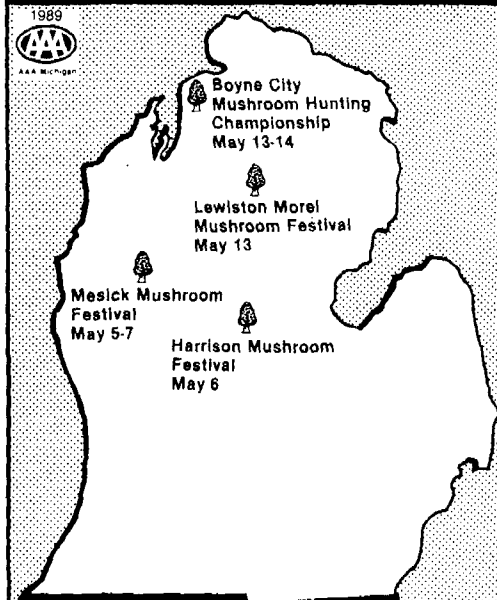 1989
AAA
AAA Michigan
Boyne City
Mushroom Hunting
Championship
May 13-14
Lewiston Morel
Mushroom Festival
May 13
Mesick Mushroom
Festival
May 5-7
Harrison Mushroom
Festival
May 6